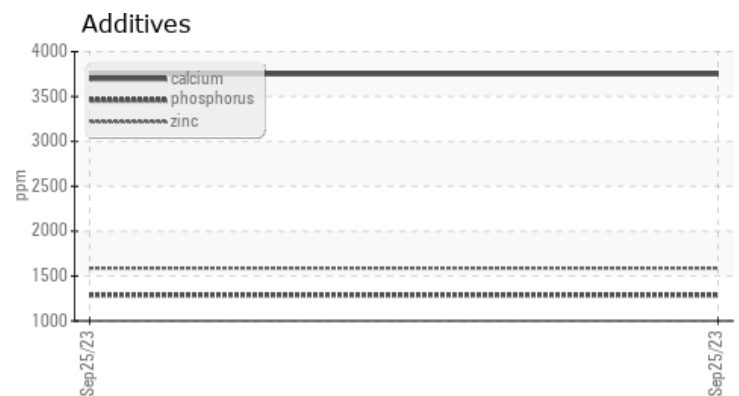 Additives
4000
3500
3000
2500
2000
1500
1000
ppm
calcium
phosphorus
zinc
Sep25/23
Sep25/23